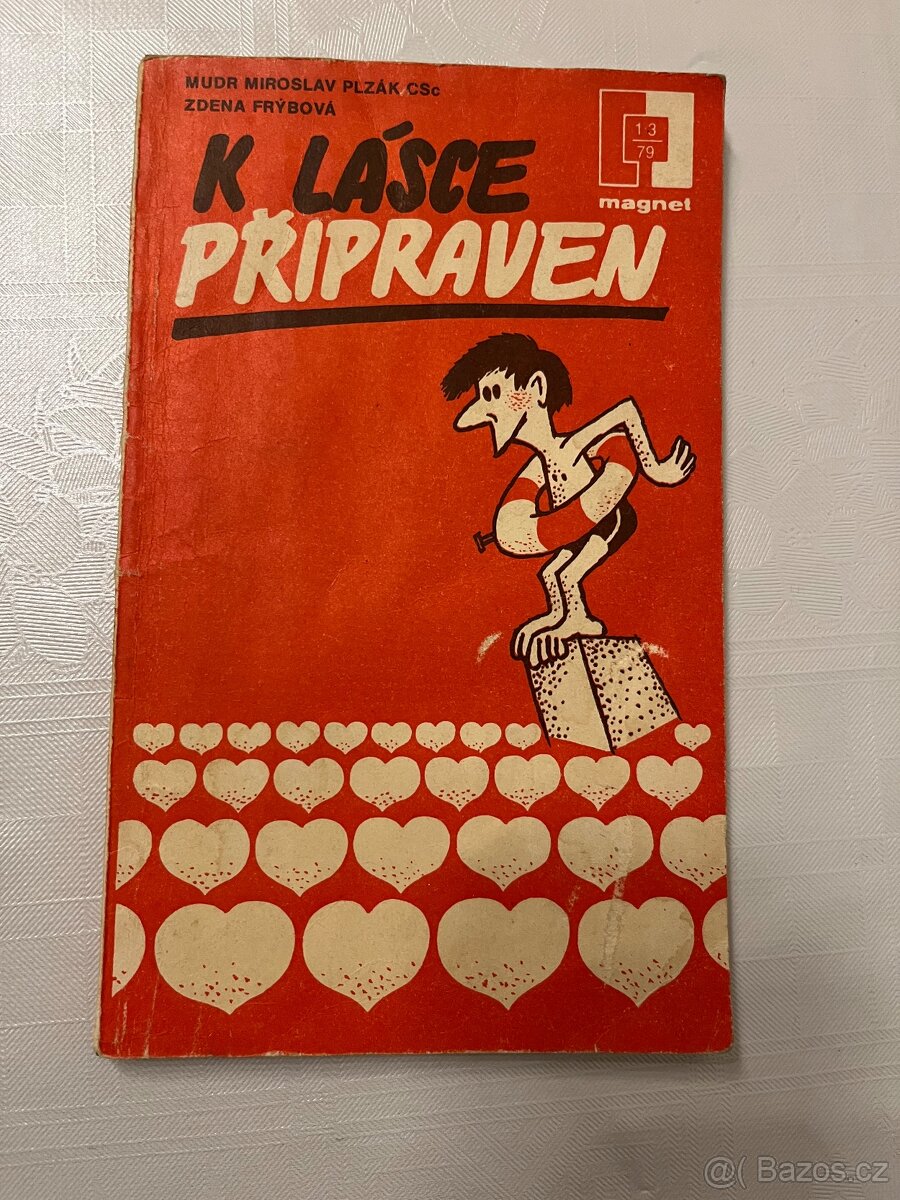 MUDR MIROSLAV PLZÁK CSc
ZDENA FRÝBOVÁ
K LÁSCE
PŘIPRAVEN
1·3
79
magnet
@( Bazos.cz